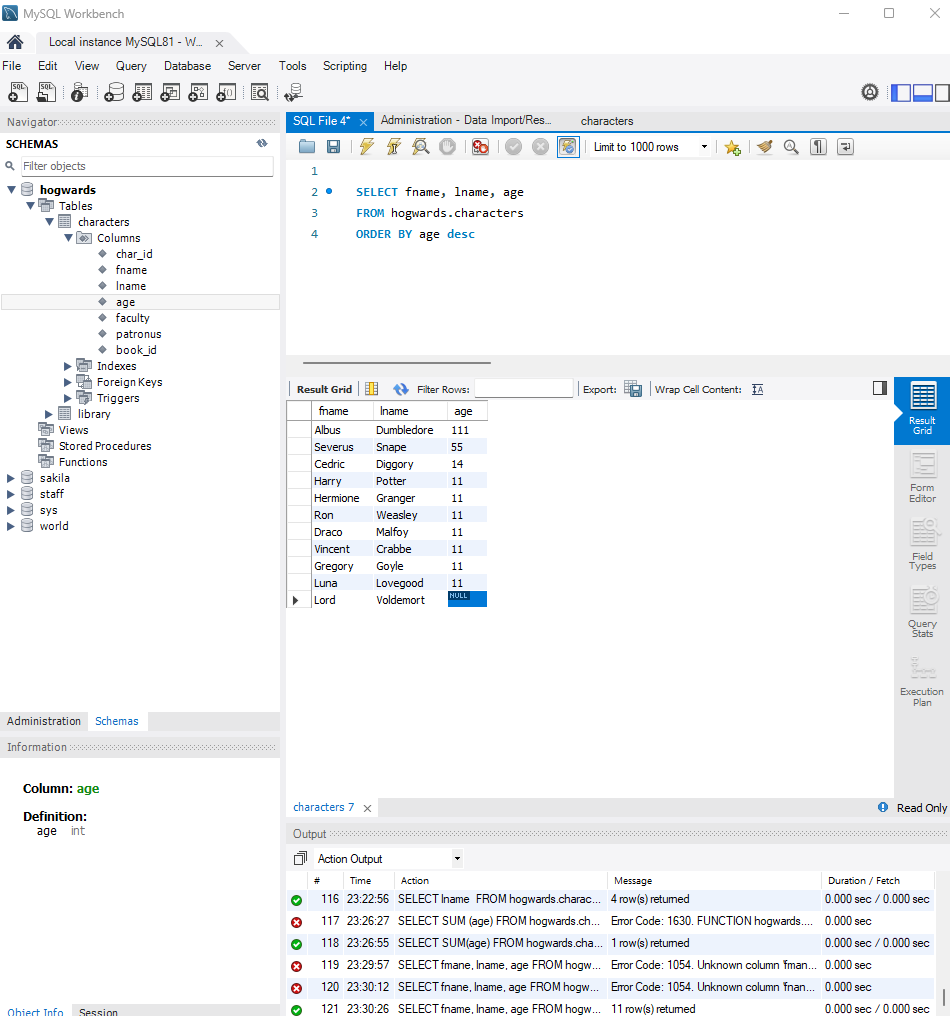 MySQL Workbench
Local instance MySQL81 - W...
File Edit View Query Database Server Tools Scripting Help
Navigator
SCHEMAS
Filter objects
hogwards
Tables
characters
Columns
char_id
fname
lname
age
faculty
patronus
book_id
Indexes
Foreign Keys
Triggers
library
Views
Stored Procedures
Functions
sakila
staff
sys
world
Administration Schemas
Information
Column: age
Definition:
age int
Object Info Session
SQL File 4* Administration - Data Import/Res... characters
Limit to 1000 rows
1
2 SELECT fname, lname, age
3 FROM hogwards.characters
4 ORDER BY age desc
Result Grid Filter Rows: Export: Wrap Cell Content:
fname lname age
Albus Dumbledore 111
Severus Snape 55
Cedric Diggory 14
Harry Potter 11
Hermione Granger 11
Ron Weasley 11
Draco Malfoy 11
Vincent Crabbe 11
Gregory Goyle 11
Luna Lovegood 11
Lord Voldemort NULL
Result
Grid
Form
Editor
Field
Types
Query
Stats
Execution
Plan
characters 7 Read Only
Output
Action Output
# Time Action Message Duration / Fetch
116 23:22:56 SELECT lname FROM hogwards.charac... 4 row(s) returned 0.000 sec / 0.000 sec
117 23:26:27 SELECT SUM (age) FROM hogwards.ch... Error Code: 1630. FUNCTION hogwards.... 0.000 sec
118 23:26:55 SELECT SUM(age) FROM hogwards.cha... 1 row(s) returned 0.000 sec / 0.000 sec
119 23:29:57 SELECT fmane, lname, age FROM hogw... Error Code: 1054. Unknown column 'fman... 0.000 sec
120 23:30:12 SELECT fnane, lname, age FROM hogw... Error Code: 1054. Unknown column 'fnan... 0.000 sec
121 23:30:26 SELECT fname, lname, age FROM hogw... 11 row(s) returned 0.000 sec / 0.000 sec